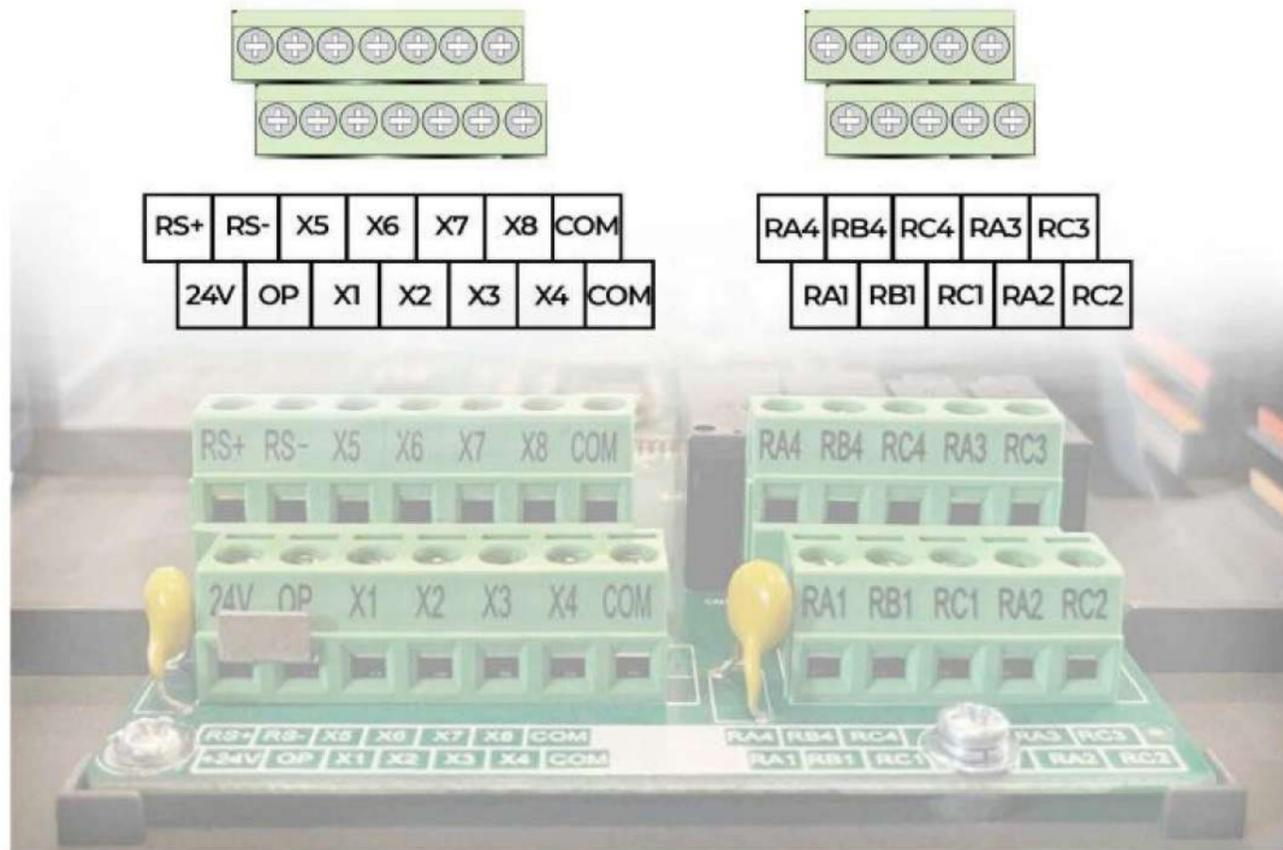 RS+ RS- X5 X6 X7 X8 COM
24V OP X1 X2 X3 X4 COM
RA4 RB4 RC4 RA3 RC3
RA1 RB1 RC1 RA2 RC2
RS+ RS- X5 X6 X7 X8 COM
RA4 RB4 RC4 RA3 RC3
24V OP X1 X2 X3 X4 COM
RA1 RB1 RC1 RA2 RC2
RS+ RS- X5 X6 X7 X8 COM
RA4 RB4 RC4 RA3 RC3
+24V OP X1 X2 X3 X4 COM
RA1 RB1 RC1 RA2 RC2